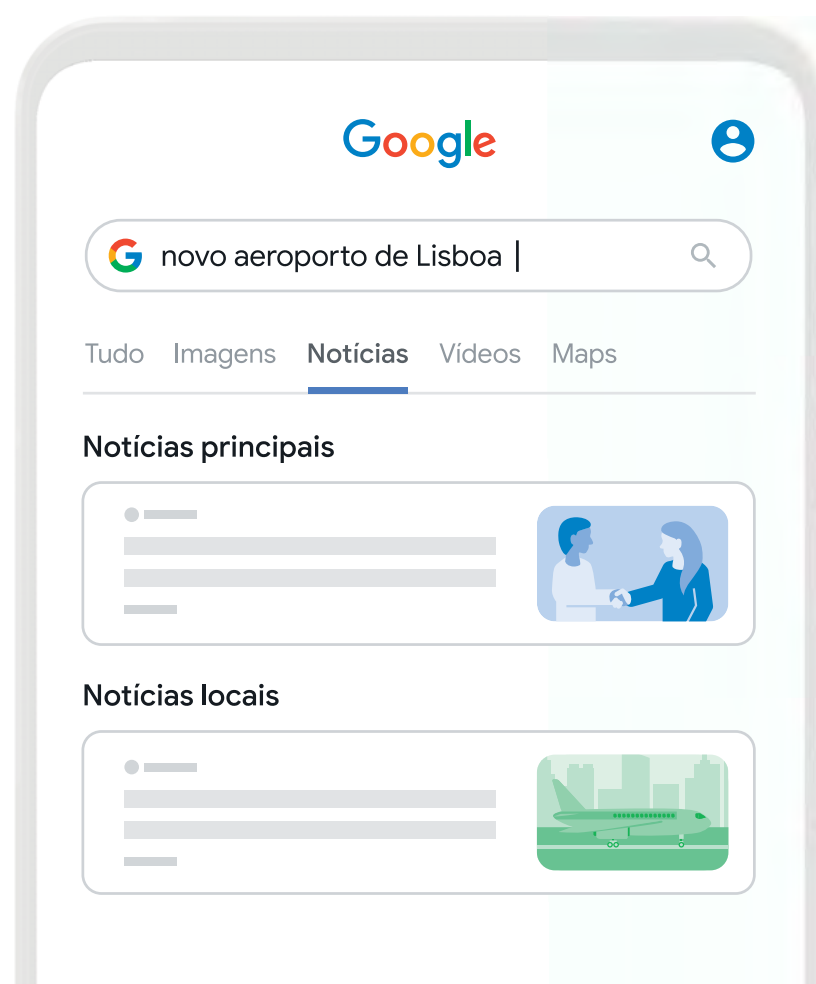 Google
novo aeroporto de Lisboa
Tudo Imagens Notícias Vídeos Maps
Notícias principais
Notícias locais